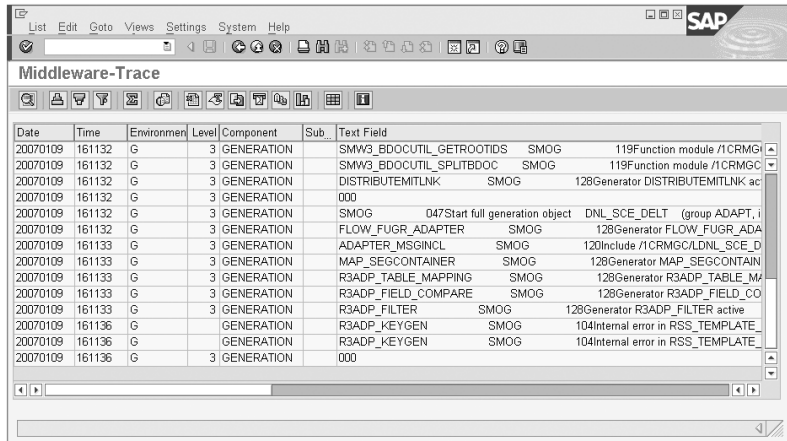 List Edit Goto Views Settings System Help
SAP
Middleware-Trace
Date Time Environmen Level Component Sub... Text Field
20070109 161132 G 3 GENERATION SMW3_BDOCUTIL_GETROOTIDS SMOG 119Function module /1CRMG
20070109 161132 G 3 GENERATION SMW3_BDOCUTIL_SPLITBDOC SMOG 119Function module /1CRMGC
20070109 161132 G 3 GENERATION DISTRIBUTEMITLNK SMOG 128Generator DISTRIBUTEMITLNK ac
20070109 161132 G 3 GENERATION 000
20070109 161132 G 3 GENERATION SMOG 047Start full generation object DNL_SCE_DELT (group ADAPT, i
20070109 161132 G 3 GENERATION FLOW_FUGR_ADAPTER SMOG 128Generator FLOW_FUGR_ADA
20070109 161133 G 3 GENERATION ADAPTER_MSGINCL SMOG 120Include /1CRMGC/LDNL_SCE_D
20070109 161133 G 3 GENERATION MAP_SEGCONTAINER SMOG 128Generator MAP_SEGCONTAIN
20070109 161133 G 3 GENERATION R3ADP_TABLE_MAPPING SMOG 128Generator R3ADP_TABLE_MA
20070109 161133 G 3 GENERATION R3ADP_FIELD_COMPARE SMOG 128Generator R3ADP_FIELD_CO
20070109 161133 G 3 GENERATION R3ADP_FILTER SMOG 128Generator R3ADP_FILTER active
20070109 161136 G GENERATION R3ADP_KEYGEN SMOG 104Internal error in RSS_TEMPLATE_
20070109 161136 G GENERATION R3ADP_KEYGEN SMOG 104Internal error in RSS_TEMPLATE_
20070109 161136 G 3 GENERATION 000